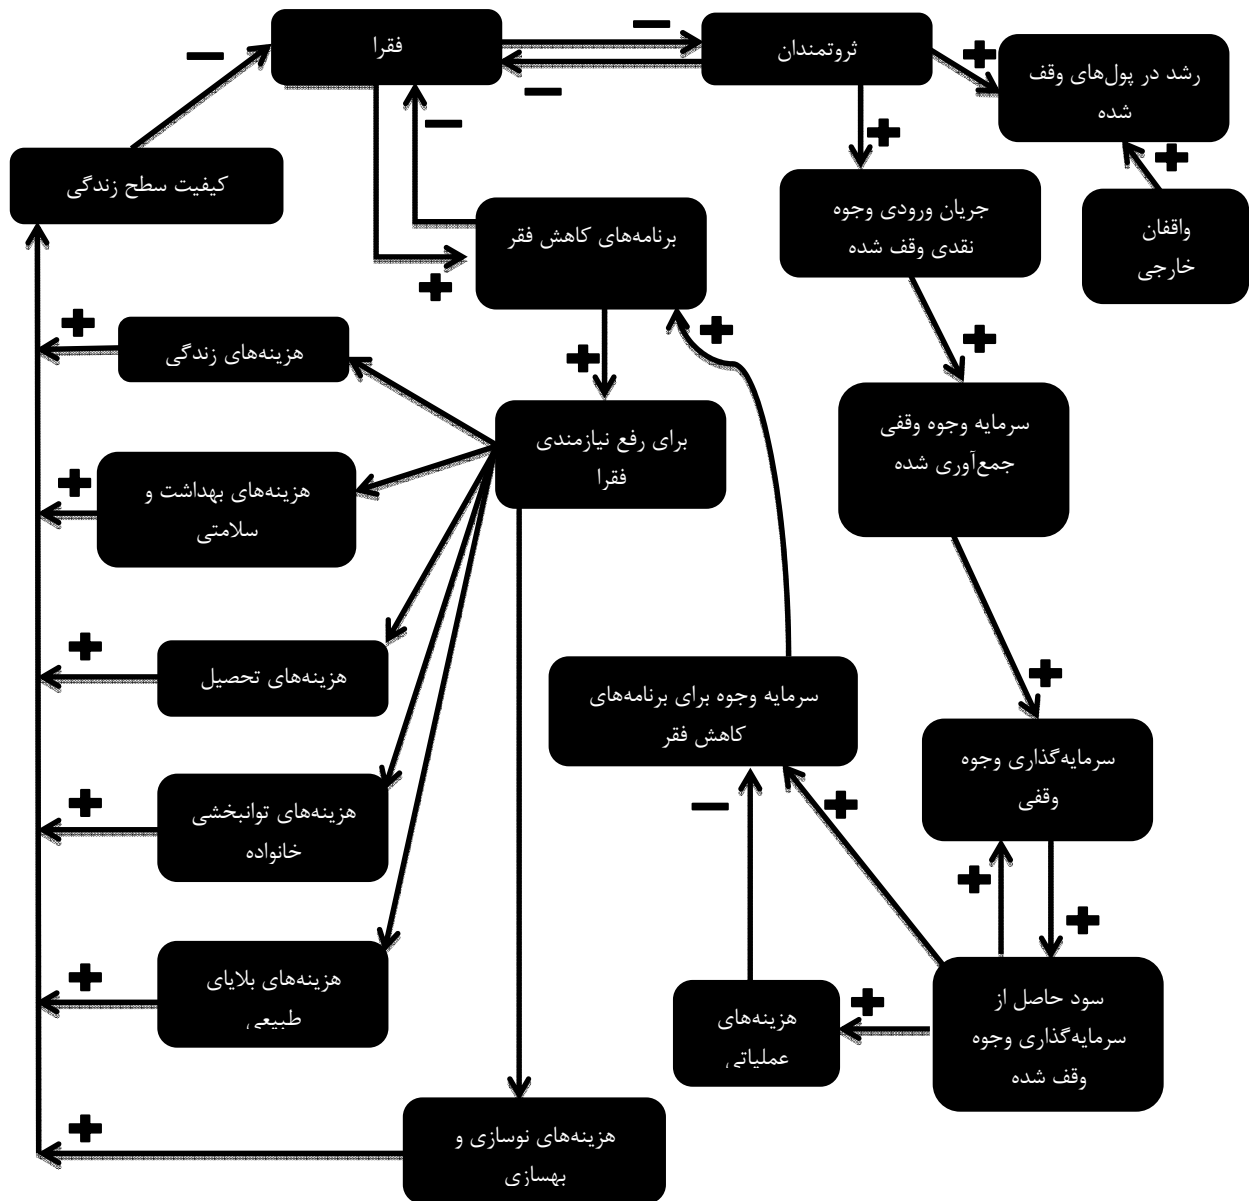 فقرا
ثروتمندان
رشد در پول‌های وقف
شده
کیفیت سطح زندگی
برنامه‌های کاهش فقر
جریان ورودی وجوه
نقدی وقف شده
واقفان
خارجی
هزینه‌های زندگی
برای رفع نیازمندی
فقرا
سرمایه وجوه وقفی
جمع‌آوری شده
هزینه‌های بهداشت و
سلامتی
هزینه‌های تحصیل
سرمایه وجوه برای برنامه‌های
کاهش فقر
سرمایه‌گذاری وجوه
وقفی
هزینه‌های توانبخشی
خانواده
هزینه‌های بلایای
طبیعی
هزینه‌های
عملیاتی
سود حاصل از
سرمایه‌گذاری وجوه
وقف شده
هزینه‌های نوسازی و
بهسازی